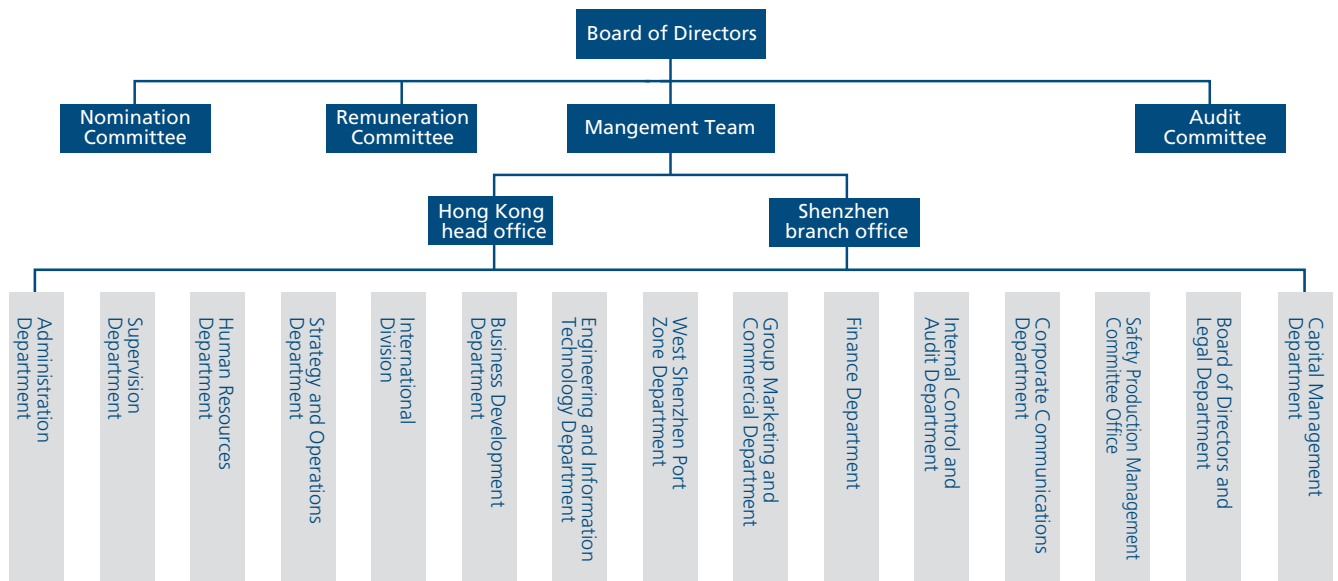 Board of Directors
Nomination
Committee
Remuneration
Committee
Mangement Team
Audit
Committee
Hong Kong
head office
Shenzhen
branch office
Administration
Department
Supervision
Department
Human Resources
Department
Strategy and Operations
Department
International
Division
Business Development
Department
Engineering and Information
Technology Department
West Shenzhen Port
Zone Department
Group Marketing and
Commercial Department
Finance Department
Internal Control and
Audit Department
Corporate Communications
Department
Safety Production Management
Committee Office
Board of Directors and
Legal Department
Capital Management
Department